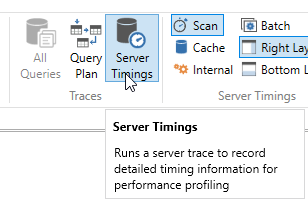 All
Queries
Query
Plan
Server
Timings
Traces
Scan
Cache
Internal
Batch
Right Lay
Bottom L
Server Timings
Server Timings
Runs a server trace to record
detailed timing information for
performance profiling